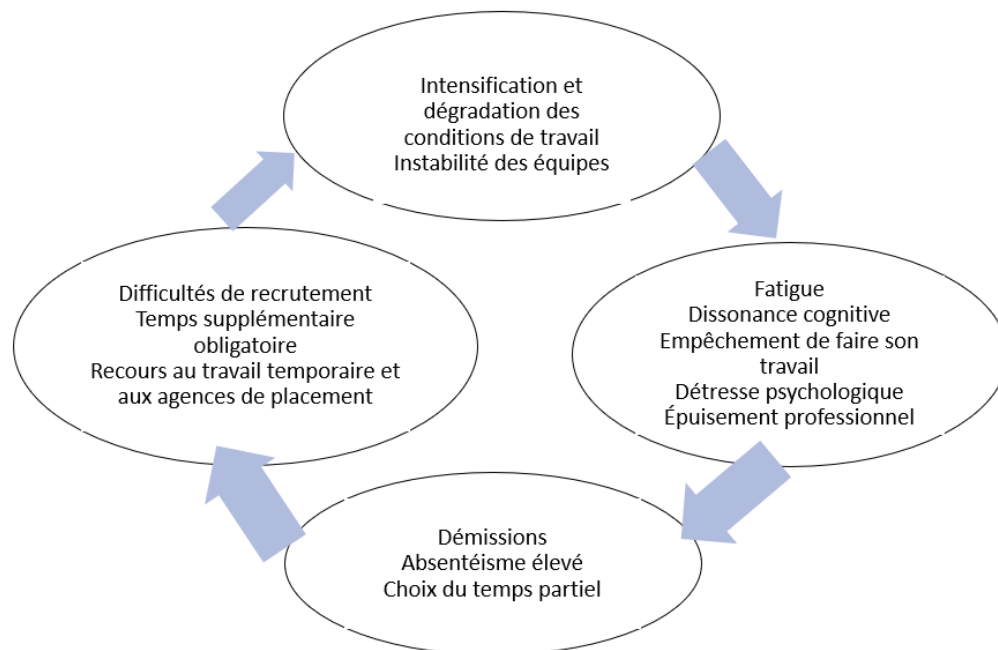 Intensification et
dégradation des
conditions de travail
Instabilité des équipes
Fatigue
Dissonance cognitive
Empêchement de faire son
travail
Détresse psychologique
Épuisement professionnel
Démissions
Absentéisme élevé
Choix du temps partiel
Difficultés de recrutement
Temps supplémentaire
obligatoire
Recours au travail temporaire et
aux agences de placement